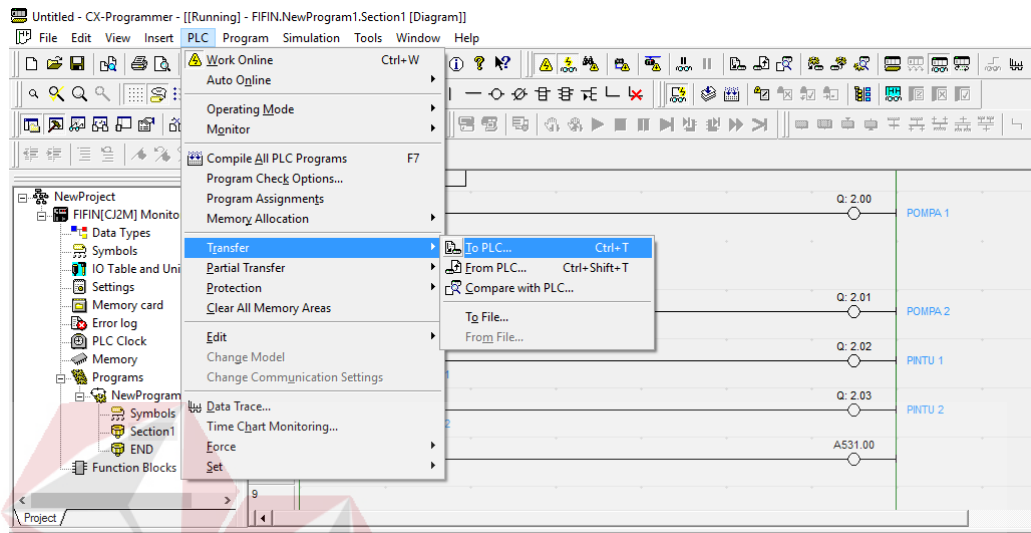 Untitled - CX-Programmer - [[Running] - FIFIN.NewProgram1.Section1 [Diagram]]
File Edit View Insert PLC Program Simulation Tools Window Help
Work Online Ctrl+W
Auto Online
Operating Mode
Monitor
Compile All PLC Programs F7
Program Check Options...
Program Assignments
Memory Allocation
Transfer
Partial Transfer
Protection
Clear All Memory Areas
Edit
Change Model
Change Communication Settings
Data Trace...
Time Chart Monitoring...
Force
Set
To PLC... Ctrl+T
From PLC... Ctrl+Shift+T
Compare with PLC...
To File...
From File...
NewProject
FIFIN[CJ2M] Monito
Data Types
Symbols
IO Table and Uni
Settings
Memory card
Error log
PLC Clock
Memory
Programs
NewProgram
Symbols
Section1
END
Function Blocks
Project
Q: 2.00
POMPA 1
Q: 2.01
POMPA 2
Q: 2.02
PINTU 1
1
Q: 2.03
PINTU 2
2
A531.00
9